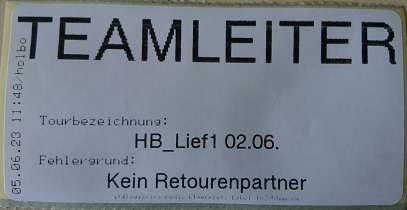 TEAMLEITER
05.06.23 11:48/holbo
Tourbezeichnung:
HB_Lief1 02.06.
Fehlergrund:
Kein Retourenpartner